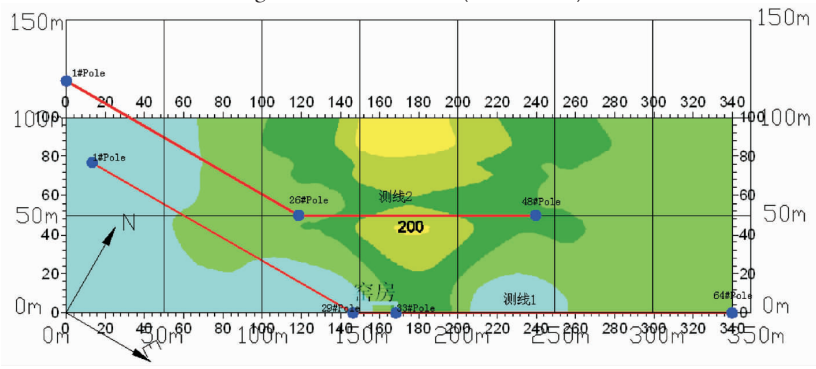 150m 150m
1#Pole
0 20 40 60 80 100 120 140 160 180 200 220 240 260 280 300 320 340
100m 100 100 100m
80 1#Pole 80
60 26#Pole 测线2 48#Pole 60
50m 50m
40 N 200 40
20 窑房 20
0m 0 29#Pole 33#Pole 测线1 64#Pole 0 0m
0 20 40 60 80 100 120 140 160 180 200 220 240 260 280 300 320 340
50m 100m 150m 200m 250m 300m 350m
E